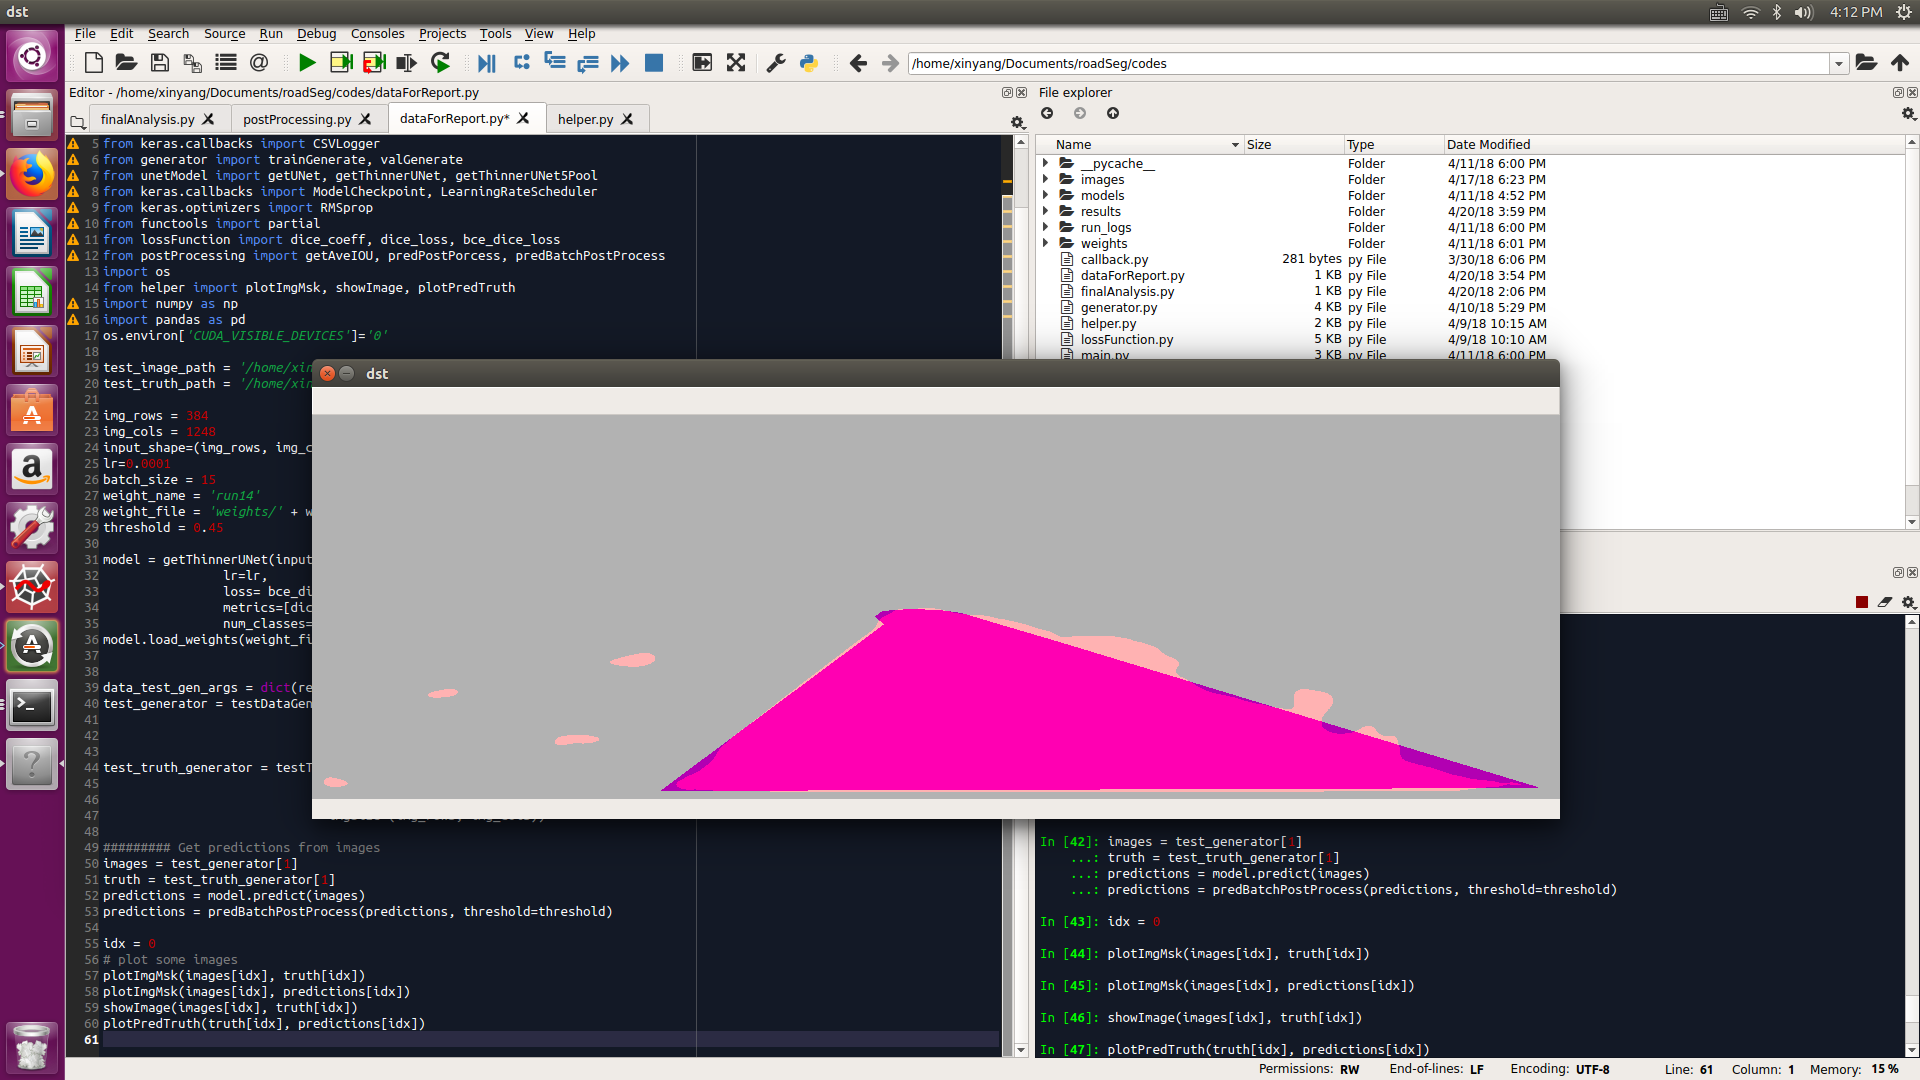 dst
4:12 PM
File Edit Search Source Run Debug Consoles Projects Tools View Help
/home/xinyang/Documents/roadSeg/codes
Editor - /home/xinyang/Documents/roadSeg/codes/dataForReport.py
finalAnalysis.py postProcessing.py dataForReport.py* helper.py
5 from keras.callbacks import CSVLogger
6 from generator import trainGenerate, valGenerate
7 from unetModel import getUNet, getThinnerUNet, getThinnerUNet5Pool
8 from keras.callbacks import ModelCheckpoint, LearningRateScheduler
9 from keras.optimizers import RMSprop
10 from functools import partial
11 from lossFunction import dice_coeff, dice_loss, bce_dice_loss
12 from postProcessing import getAveIOU, predPostPorcess, predBatchPostProcess
13 import os
14 from helper import plotImgMsk, showImage, plotPredTruth
15 import numpy as np
16 import pandas as pd
17 os.environ['CUDA_VISIBLE_DEVICES']='0'
18
19 test_image_path = '/home/xin
20 test_truth_path = '/home/xin
21
22 img_rows = 384
23 img_cols = 1248
24 input_shape=(img_rows, img_c
25 lr=0.0001
26 batch_size = 15
27 weight_name = 'run14'
28 weight_file = 'weights/' + w
29 threshold = 0.45
30
31 model = getThinnerUNet(input
32 lr=lr,
33 loss= bce_di
34 metrics=[dic
35 num_classes=
36 model.load_weights(weight_fi
37
38
39 data_test_gen_args = dict(re
40 test_generator = testDataGen
41
42
43
44 test_truth_generator = testT
45
46
47
48
49 ######### Get predictions from images
50 images = test_generator[1]
51 truth = test_truth_generator[1]
52 predictions = model.predict(images)
53 predictions = predBatchPostProcess(predictions, threshold=threshold)
54
55 idx = 0
56 # plot some images
57 plotImgMsk(images[idx], truth[idx])
58 plotImgMsk(images[idx], predictions[idx])
59 showImage(images[idx], truth[idx])
60 plotPredTruth(truth[idx], predictions[idx])
61
File explorer
Name Size Type Date Modified
__pycache__ Folder 4/11/18 6:00 PM
images Folder 4/17/18 6:23 PM
models Folder 4/11/18 4:52 PM
results Folder 4/20/18 3:59 PM
run_logs Folder 4/11/18 6:00 PM
weights Folder 4/11/18 6:01 PM
callback.py 281 bytes py File 3/30/18 6:06 PM
dataForReport.py 1 KB py File 4/20/18 3:54 PM
finalAnalysis.py 1 KB py File 4/20/18 2:06 PM
generator.py 4 KB py File 4/10/18 5:29 PM
helper.py 2 KB py File 4/9/18 10:15 AM
lossFunction.py 5 KB py File 4/9/18 10:10 AM
main.py 3 KB py File 4/11/18 6:00 PM
dst
In [42]: images = test_generator[1]
...: truth = test_truth_generator[1]
...: predictions = model.predict(images)
...: predictions = predBatchPostProcess(predictions, threshold=threshold)
In [43]: idx = 0
In [44]: plotImgMsk(images[idx], truth[idx])
In [45]: plotImgMsk(images[idx], predictions[idx])
In [46]: showImage(images[idx], truth[idx])
In [47]: plotPredTruth(truth[idx], predictions[idx])
Permissions: RW End-of-lines: LF Encoding: UTF-8 Line: 61 Column: 1 Memory: 15 %